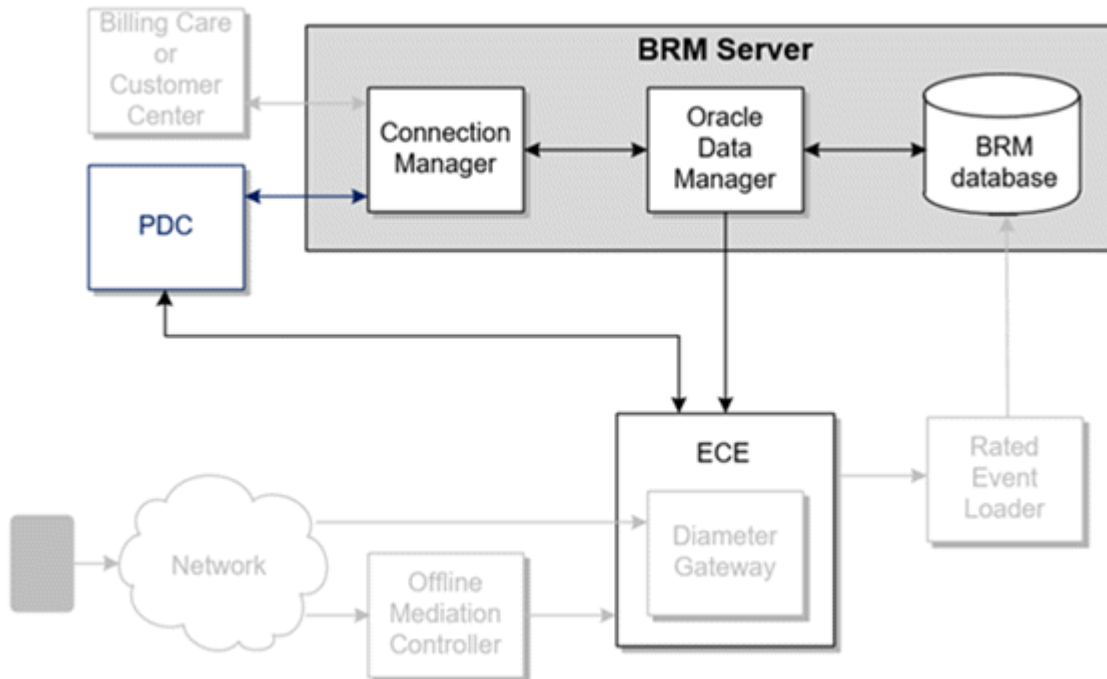 Billing Care
or
Customer
Center
BRM Server
Connection
Manager
Oracle
Data
Manager
BRM
database
PDC
ECE
Diameter
Gateway
Rated
Event
Loader
Network
Offline
Mediation
Controller